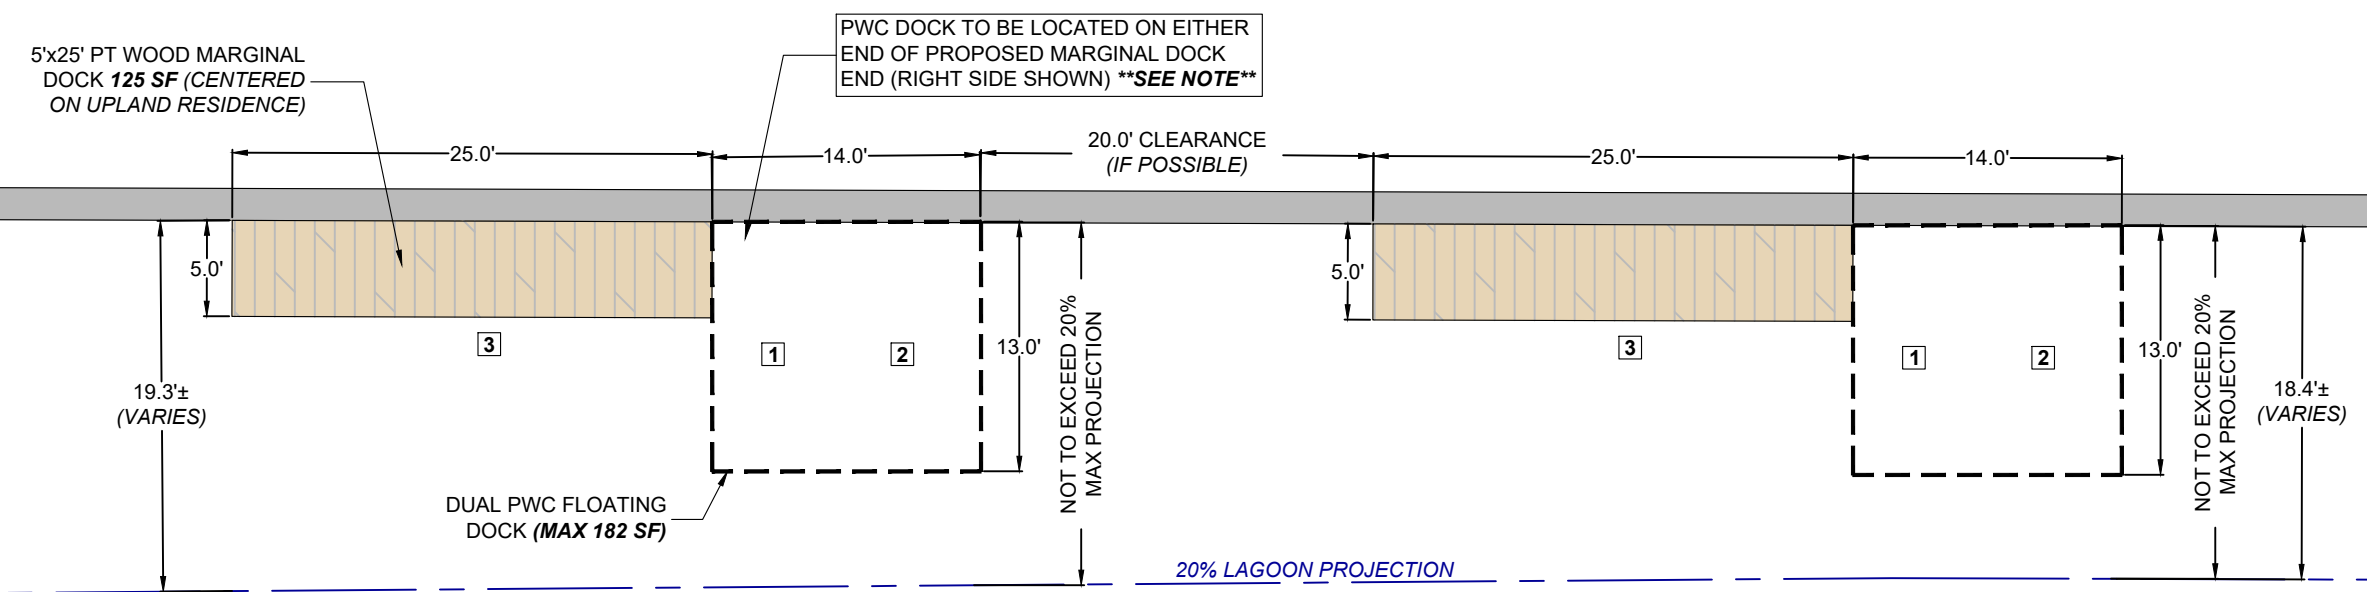 PWC DOCK TO BE LOCATED ON EITHER
END OF PROPOSED MARGINAL DOCK
END (RIGHT SIDE SHOWN) **SEE NOTE**
5'x25' PT WOOD MARGINAL
DOCK 125 SF (CENTERED
ON UPLAND RESIDENCE)
25.0'
14.0'
20.0' CLEARANCE
(IF POSSIBLE)
25.0'
14.0'
5.0'
3
1
2
13.0'
19.3'±
(VARIES)
NOT TO EXCEED 20%
MAX PROJECTION
5.0'
3
1
2
13.0'
NOT TO EXCEED 20%
MAX PROJECTION
18.4'±
(VARIES)
DUAL PWC FLOATING
DOCK (MAX 182 SF)
20% LAGOON PROJECTION